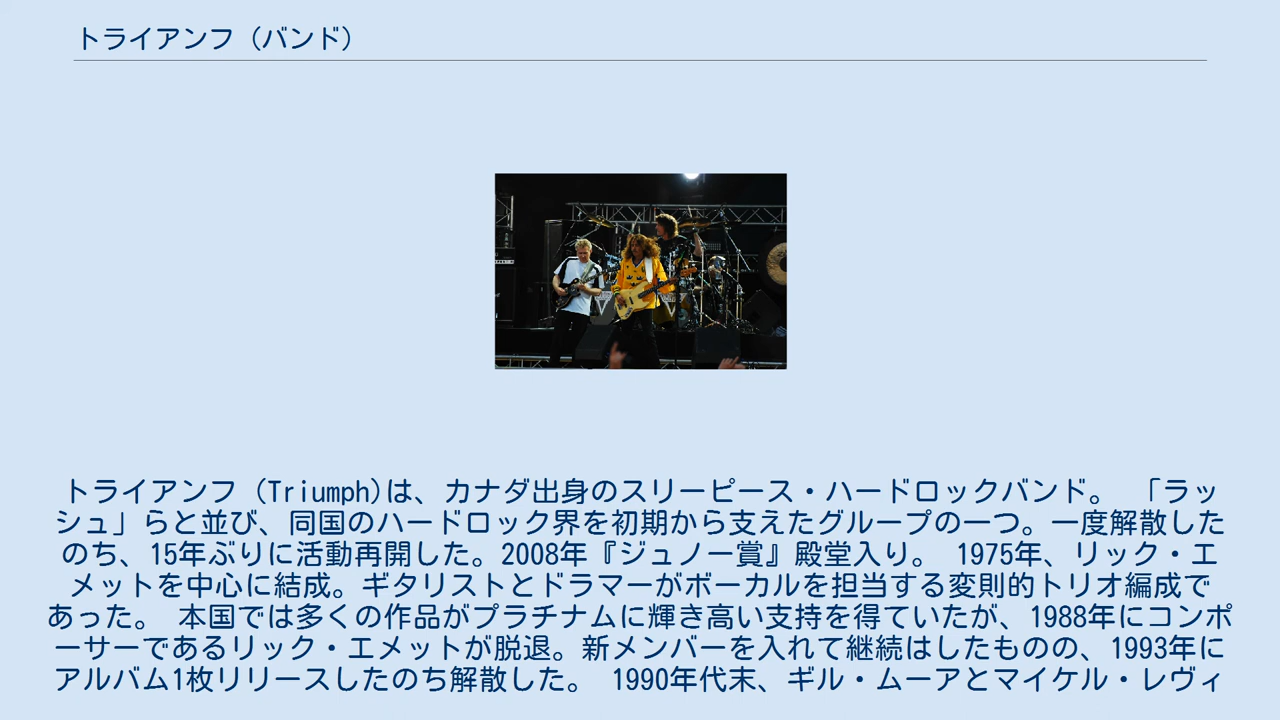 トライアンフ (バンド)
トライアンフ (Triumph)は、カナダ出身のスリーピース・ハードロックバンド。 「ラッ
シュ」らと並び、同国のハードロック界を初期から支えたグループの一つ。一度解散した
のち、15年ぶりに活動再開した。2008年『ジュノー賞』殿堂入り。 1975年、リック・エ
メットを中心に結成。ギタリストとドラマーがボーカルを担当する変則的トリオ編成で
あった。 本国では多くの作品がプラチナムに輝き高い支持を得ていたが、1988年にコンポ
ーサーであるリック・エメットが脱退。新メンバーを入れて継続はしたものの、1993年に
アルバム1枚リリースしたのち解散した。 1990年代末、ギル・ムーアとマイケル・レヴィ